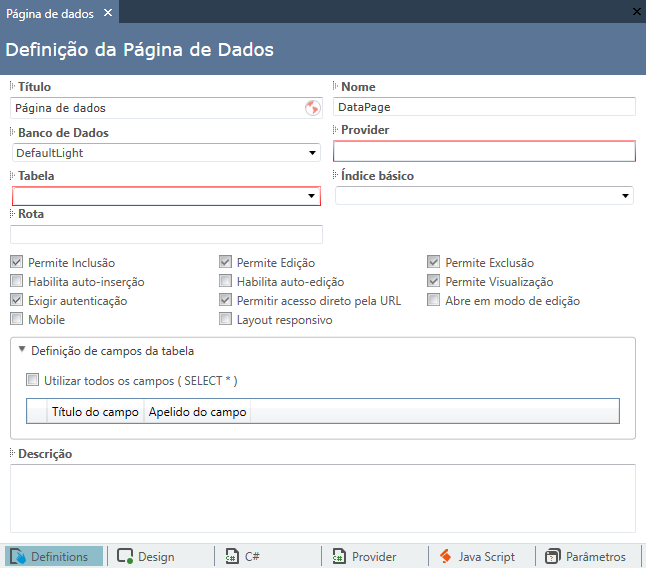 Página de dados
Definição da Página de Dados
Título Nome
Página de dados DataPage
Banco de Dados Provider
DefaultLight
Tabela Índice básico
Rota
Permite Inclusão Permite Edição Permite Exclusão
Habilita auto-inserção Habilita auto-edição Permite Visualização
Exigir autenticação Permitir acesso direto pela URL Abre em modo de edição
Mobile Layout responsivo
Definição de campos da tabela
Utilizar todos os campos ( SELECT * )
Título do campo Apelido do campo
Descrição
Definitions Design C# Provider Java Script Parâmetros